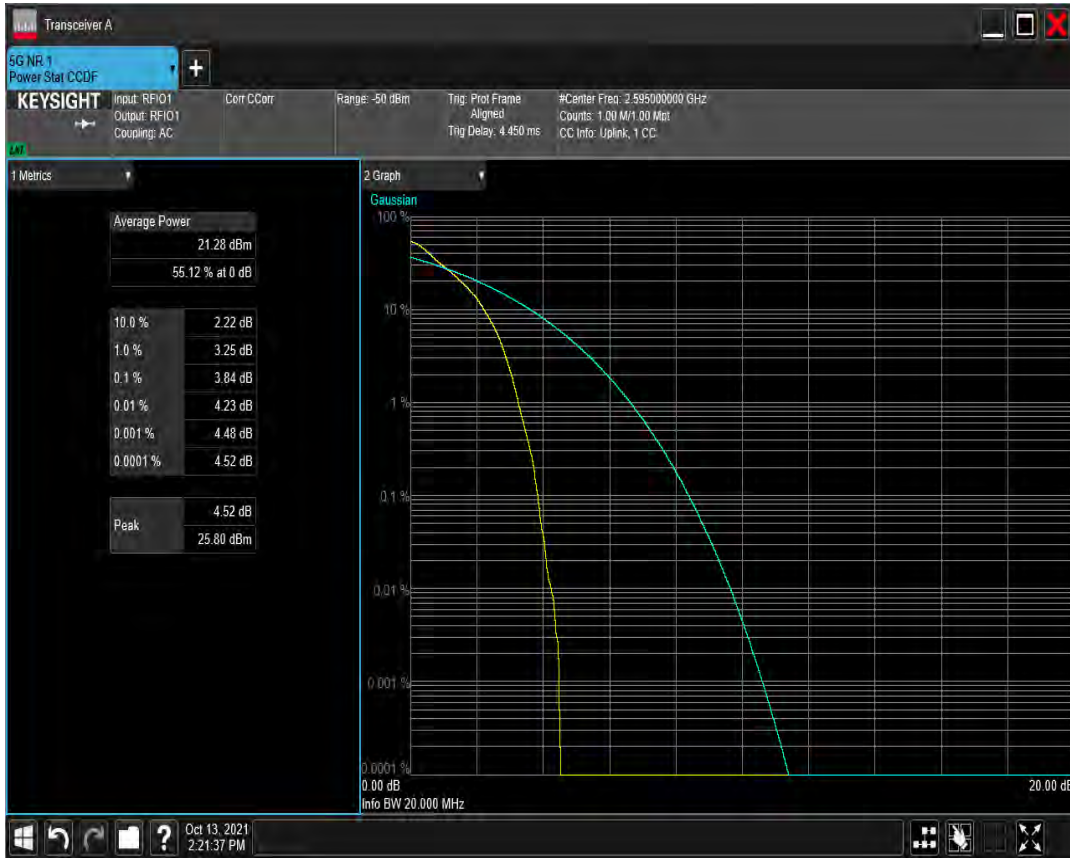 Transceiver A
5G NR 1
Power Stat CCDF
+
KEYSIGHT
Input: RFIO1
Output: RFIO1
Coupling: AC
Corr CCorr
Range: -50 dBm
Trig: Prot Frame
Aligned
Trig Delay: 4.450 ms
#Center Freq: 2.595000000 GHz
Counts: 1.00 M/1.00 Mpt
CC Info: Uplink, 1 CC
1 Metrics
Average Power
21.28 dBm
55.12 % at 0 dB
10.0 % 2.22 dB
1.0 % 3.25 dB
0.1 % 3.84 dB
0.01 % 4.23 dB
0.001 % 4.48 dB
0.0001 % 4.52 dB
Peak
4.52 dB
25.80 dBm
2 Graph
Gaussian
100 %
10 %
1 %
0.1 %
0.01 %
0.001 %
0.0001 %
0.00 dB 20.00 dB
Info BW 20.000 MHz
?
Oct 13, 2021
2:21:37 PM